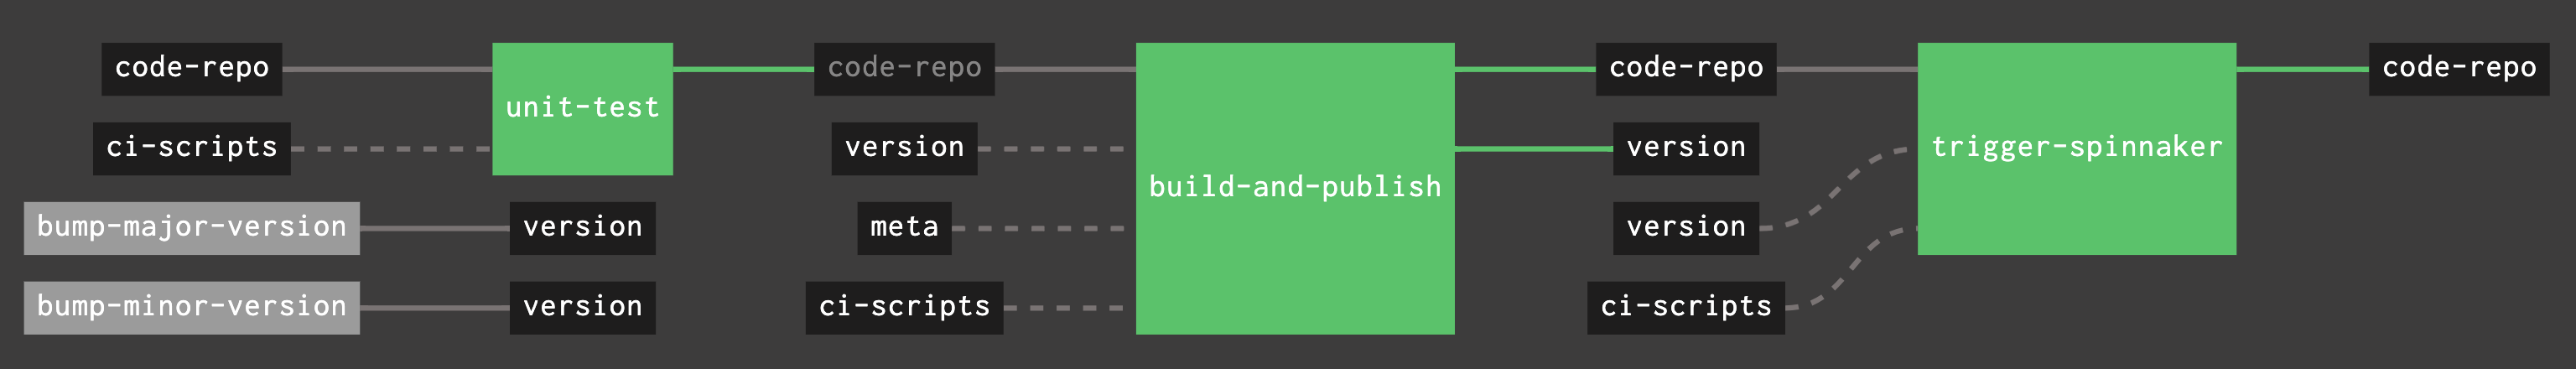 code-repo
ci-scripts
bump-major-version
bump-minor-version
unit-test
version
version
code-repo
version
meta
ci-scripts
build-and-publish
code-repo
version
version
ci-scripts
trigger-spinnaker
code-repo